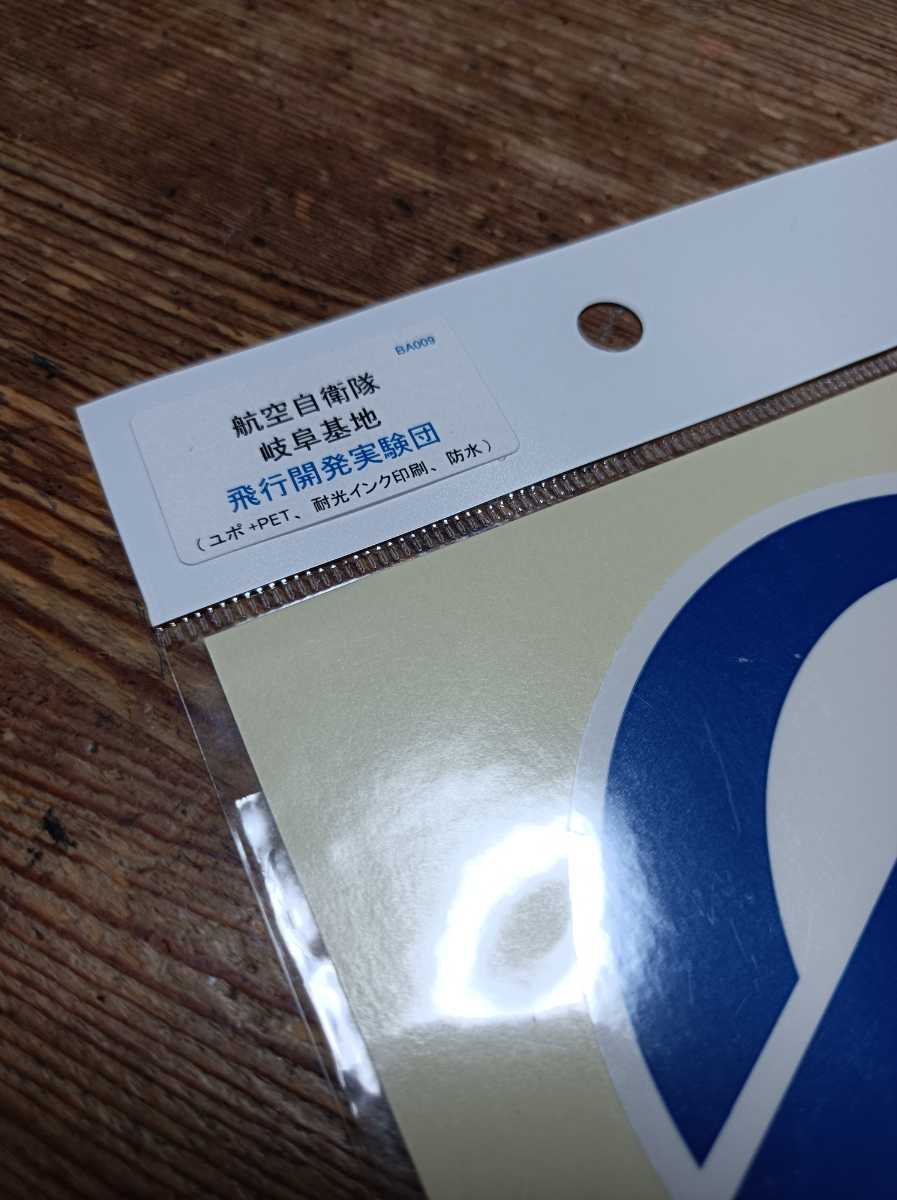 BA009
航空自衛隊
岐阜基地
飛行開発実験団
（ユポ+PET、耐光インク印刷、防水）